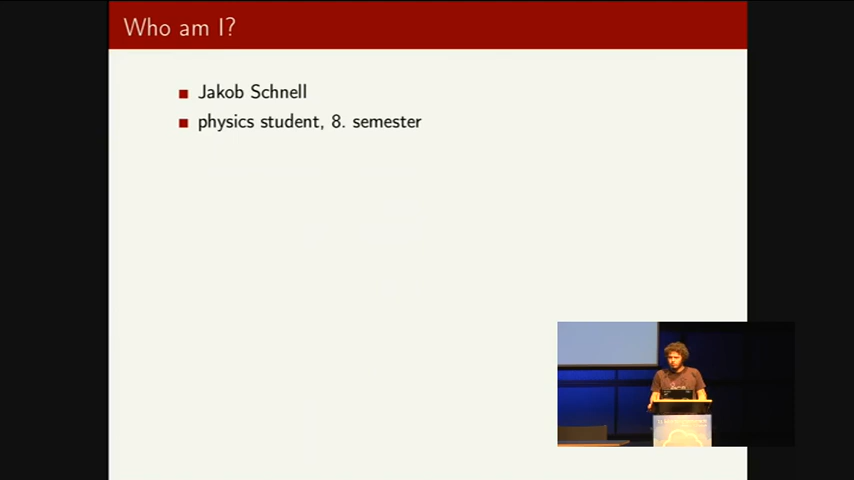 Who am I?
Jakob Schnell
physics student, 8. semester